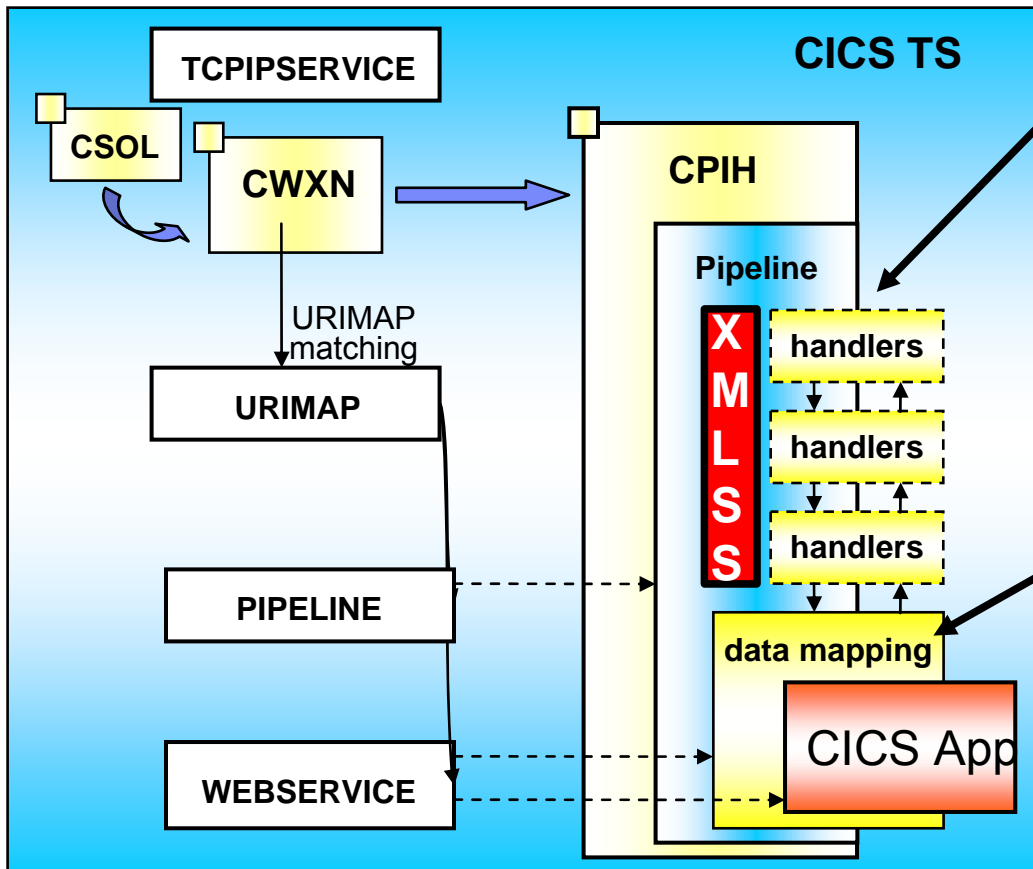 CICS TS
TCPIPSERVICE
CSOL
CWXN
CPIH
Pipeline
URIMAP
matching
X
M
L
S
S
handlers
handlers
handlers
URIMAP
PIPELINE
data mapping
CICS App
WEBSERVICE